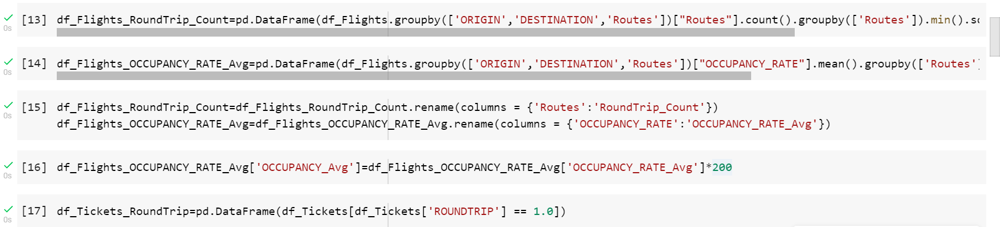 [13] df_Flights_RoundTrip_Count=pd.DataFrame(df_Flights.groupby(['ORIGIN','DESTINATION','Routes'])["Routes"].count().groupby(['Routes']).min().so
0s
[14] df_Flights_OCCUPANCY_RATE_Avg=pd.DataFrame(df_Flights.groupby(['ORIGIN','DESTINATION','Routes'])["OCCUPANCY_RATE"].mean().groupby(['Routes'
0s
[15] df_Flights_RoundTrip_Count=df_Flights_RoundTrip_Count.rename(columns = {'Routes':'RoundTrip_Count'})
0s
df_Flights_OCCUPANCY_RATE_Avg=df_Flights_OCCUPANCY_RATE_Avg.rename(columns = {'OCCUPANCY_RATE':'OCCUPANCY_RATE_Avg'})
[16] df_Flights_OCCUPANCY_RATE_Avg['OCCUPANCY_Avg']=df_Flights_OCCUPANCY_RATE_Avg['OCCUPANCY_RATE_Avg']*200
0s
[17] df_Tickets_RoundTrip=pd.DataFrame(df_Tickets[df_Tickets['ROUNDTRIP'] == 1.0])
0s